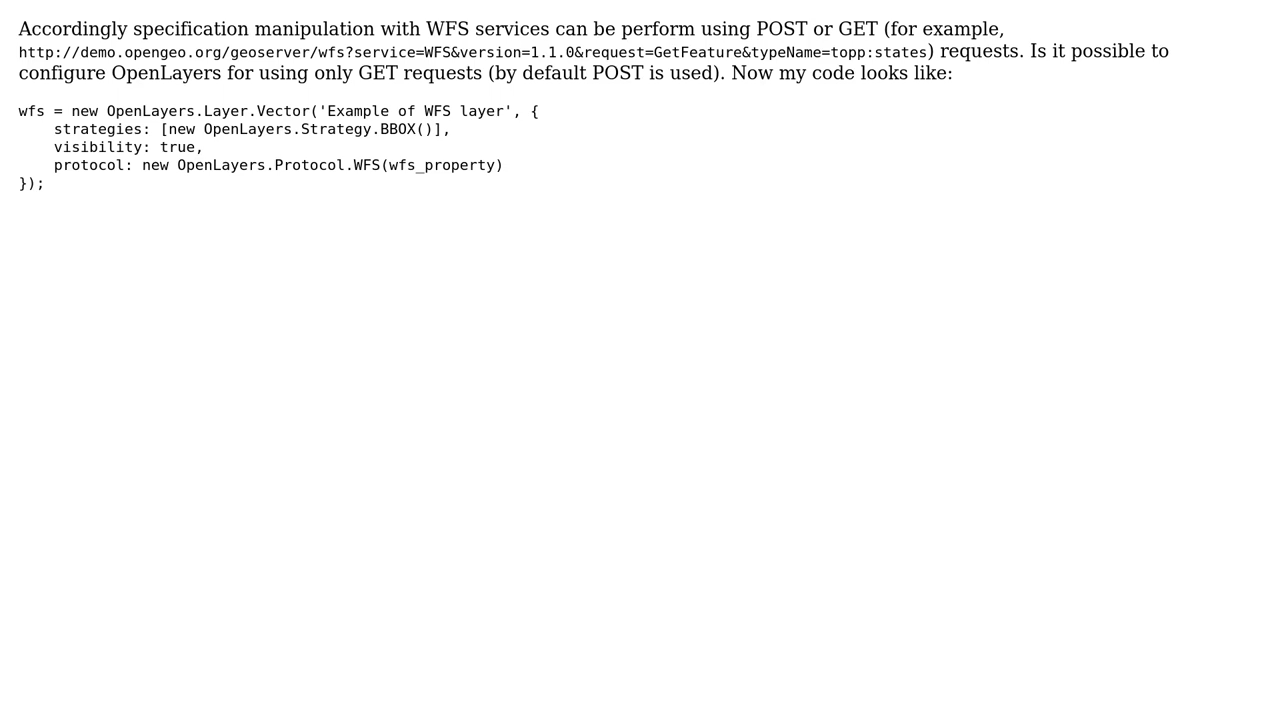 Accordingly specification manipulation with WFS services can be perform using POST or GET (for example,
http://demo.opengeo.org/geoserver/wfs?service=WFS&version=1.1.0&request=GetFeature&typeName=topp:states) requests. Is it possible to
configure OpenLayers for using only GET requests (by default POST is used). Now my code looks like:
wfs = new OpenLayers.Layer.Vector('Example of WFS layer', {
    strategies: [new OpenLayers.Strategy.BBOX()],
    visibility: true,
    protocol: new OpenLayers.Protocol.WFS(wfs_property)
});